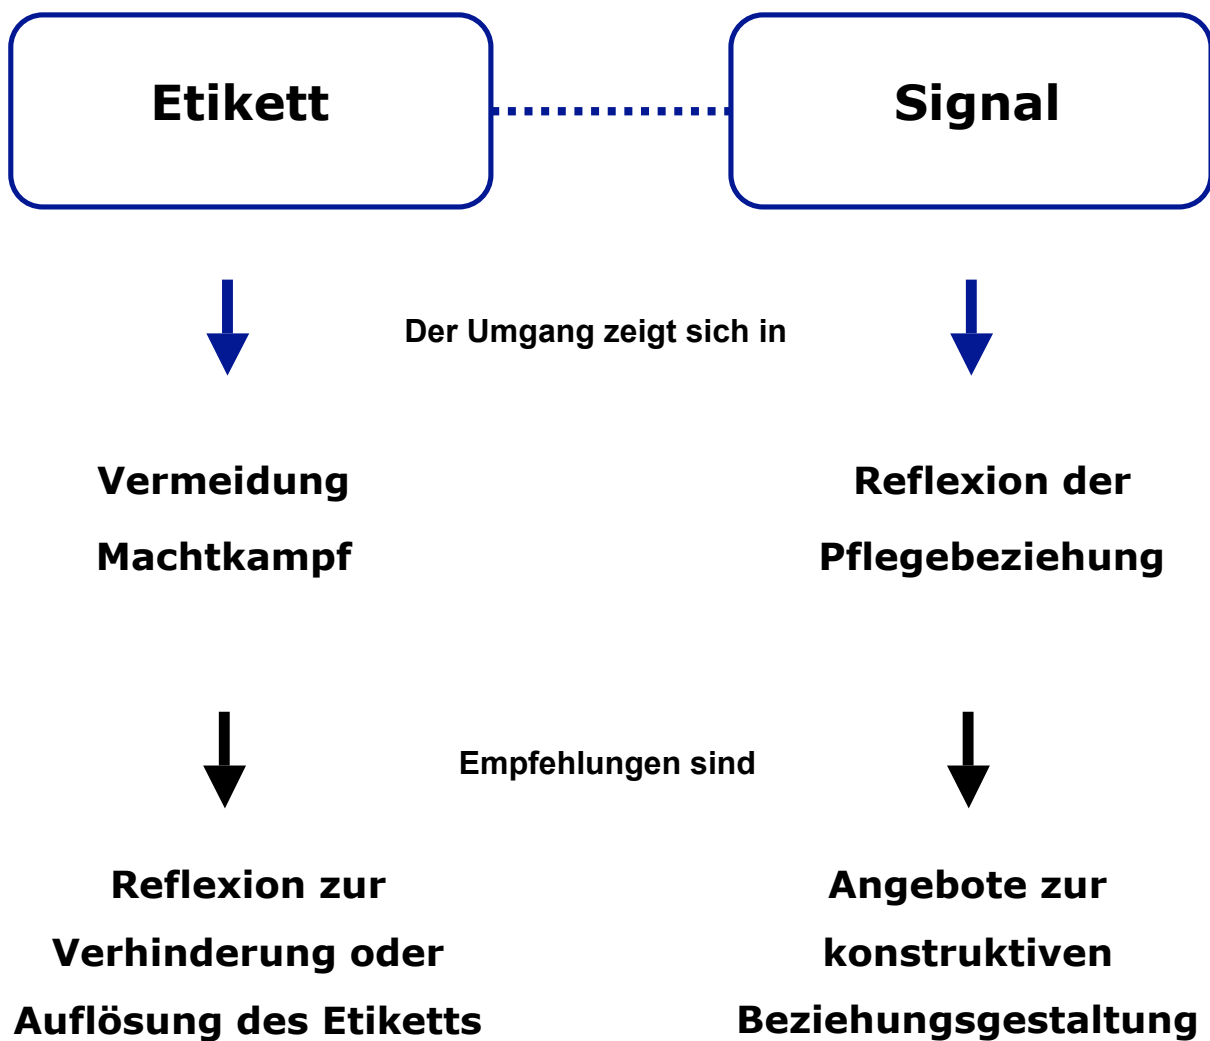 Etikett
Signal
Der Umgang zeigt sich in
Vermeidung
Machtkampf
Reflexion der
Pflegebeziehung
Empfehlungen sind
Reflexion zur
Verhinderung oder
Auflösung des Etiketts
Angebote zur
konstruktiven
Beziehungsgestaltung